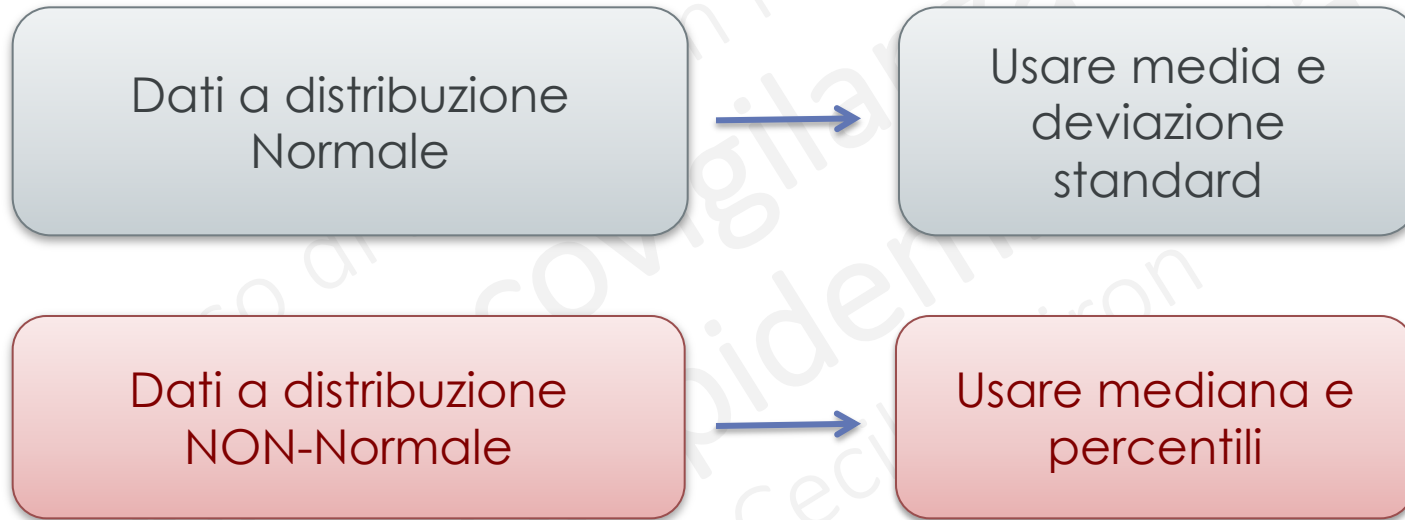 Dati a distribuzione
Normale
Usare media e
deviazione
standard
Dati a distribuzione
NON-Normale
Usare mediana e
percentili